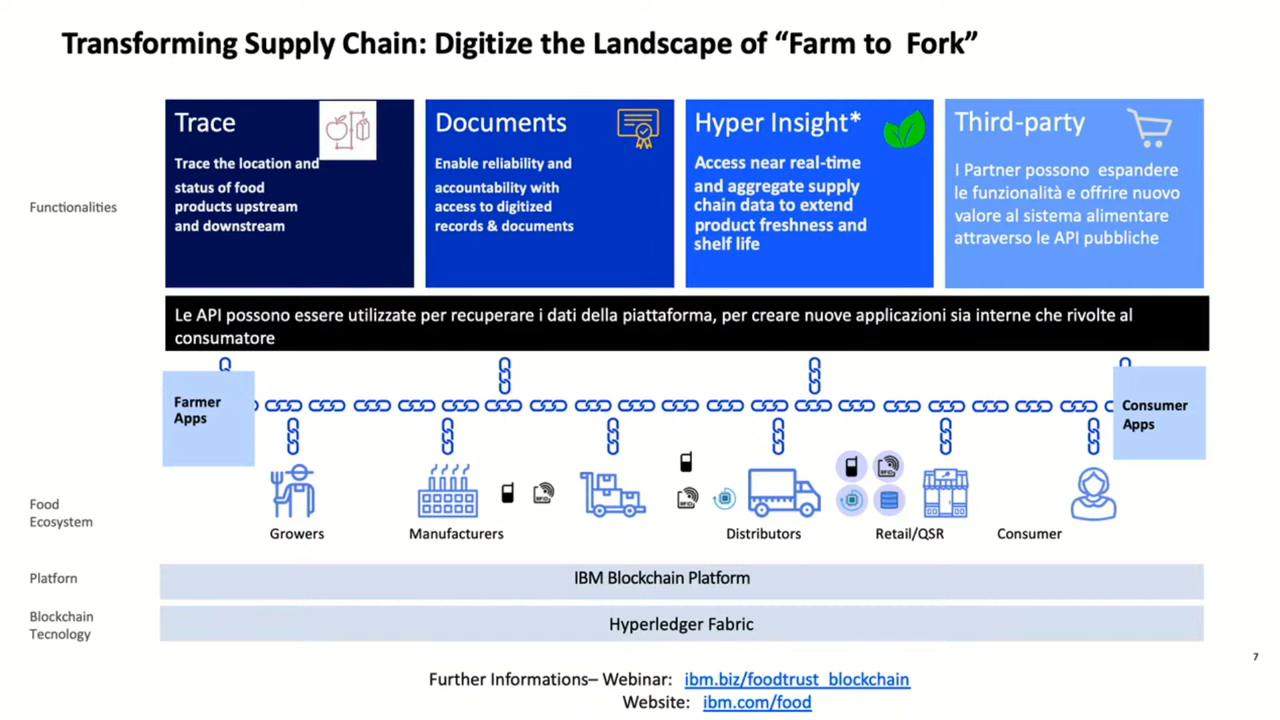 Transforming Supply Chain: Digitize the Landscape of “Farm to Fork”
Functionalities
Trace
Trace the location and
status of food
products upstream
and downstream
Documents
Enable reliability and
accountability with
access to digitized
records & documents
Hyper Insight*
Access near real-time
and aggregate supply
chain data to extend
product freshness and
shelf life
Third-party
I Partner possono espandere
le funzionalità e offrire nuovo
valore al sistema alimentare
attraverso le API pubbliche
Le API possono essere utilizzate per recuperare i dati della piattaforma, per creare nuove applicazioni sia interne che rivolte al
consumatore
Farmer
Apps
Consumer
Apps
Food
Ecosystem
RFID
RFID
RFID
Growers
Manufacturers
Distributors
Retail/QSR
Consumer
Platforn
IBM Blockchain Platform
Blockchain
Tecnology
Hyperledger Fabric
7
Further Informations– Webinar: ibm.biz/foodtrust_blockchain
Website: ibm.com/food